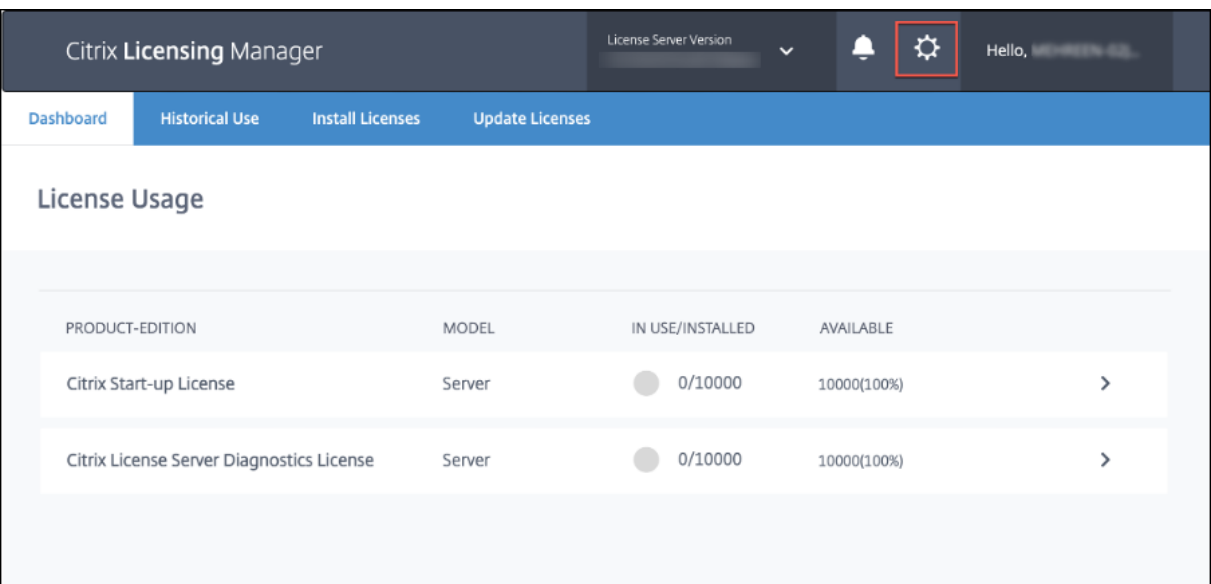 Citrix Licensing Manager
License Server Version
Hello,
Dashboard Historical Use Install Licenses Update Licenses
License Usage
PRODUCT-EDITION MODEL IN USE/INSTALLED AVAILABLE
Citrix Start-up License Server 0/10000 10000(100%)
Citrix License Server Diagnostics License Server 0/10000 10000(100%)